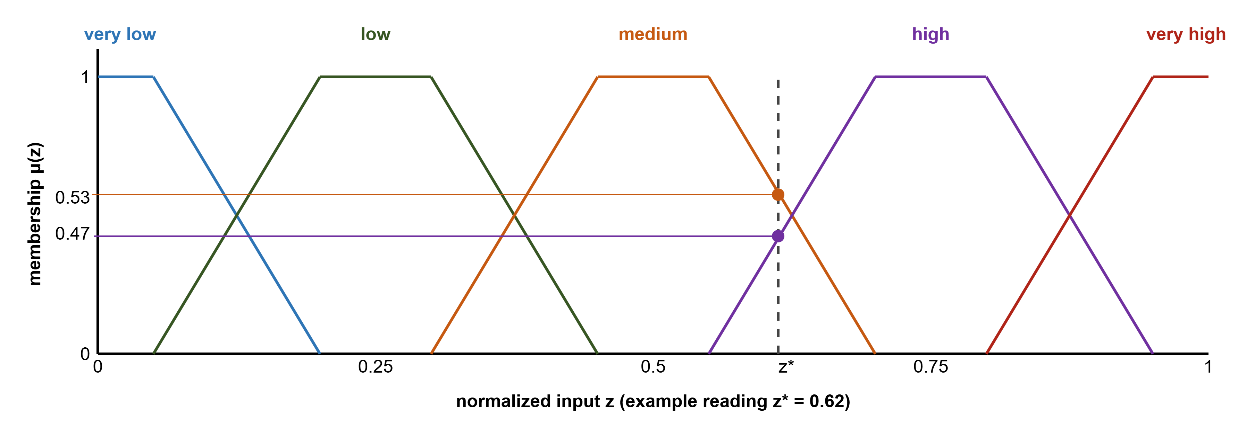 very low low medium high very high
1
0.53
0.47
0
membership μ(z)
0 0.25 0.5 z* 0.75 1
normalized input z (example reading z* = 0.62)